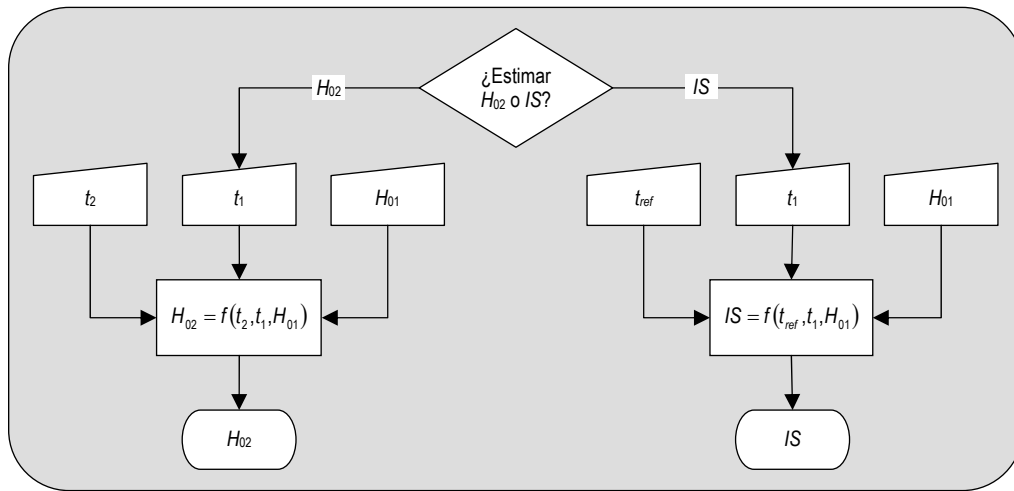 ¿Estimar
H02 o IS?
H02
IS
t2
t1
H01
tref
t1
H01
H02 = f(t2,t1,H01)
IS = f(tref,t1,H01)
H02
IS